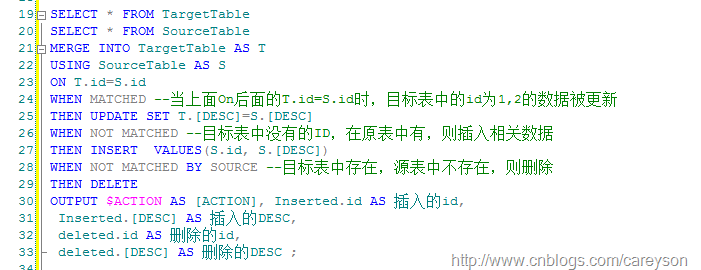 19 SELECT * FROM TargetTable
20 SELECT * FROM SourceTable
21 MERGE INTO TargetTable AS T
22 USING SourceTable AS S
23 ON T.id=S.id
24 WHEN MATCHED --当上面On后面的T.id=S.id时，目标表中的id为1,2的数据被更新
25 THEN UPDATE SET T.[DESC]=S.[DESC]
26 WHEN NOT MATCHED --目标表中没有的ID，在原表中有，则插入相关数据
27 THEN INSERT VALUES(S.id, S.[DESC])
28 WHEN NOT MATCHED BY SOURCE --目标表中存在，源表中不存在，则删除
29 THEN DELETE
30 OUTPUT $ACTION AS [ACTION], Inserted.id AS 插入的id,
31 Inserted.[DESC] AS 插入的DESC,
32 deleted.id AS 删除的id,
33 deleted.[DESC] AS 删除的DESC ;
http://www.cnblogs.com/careyson